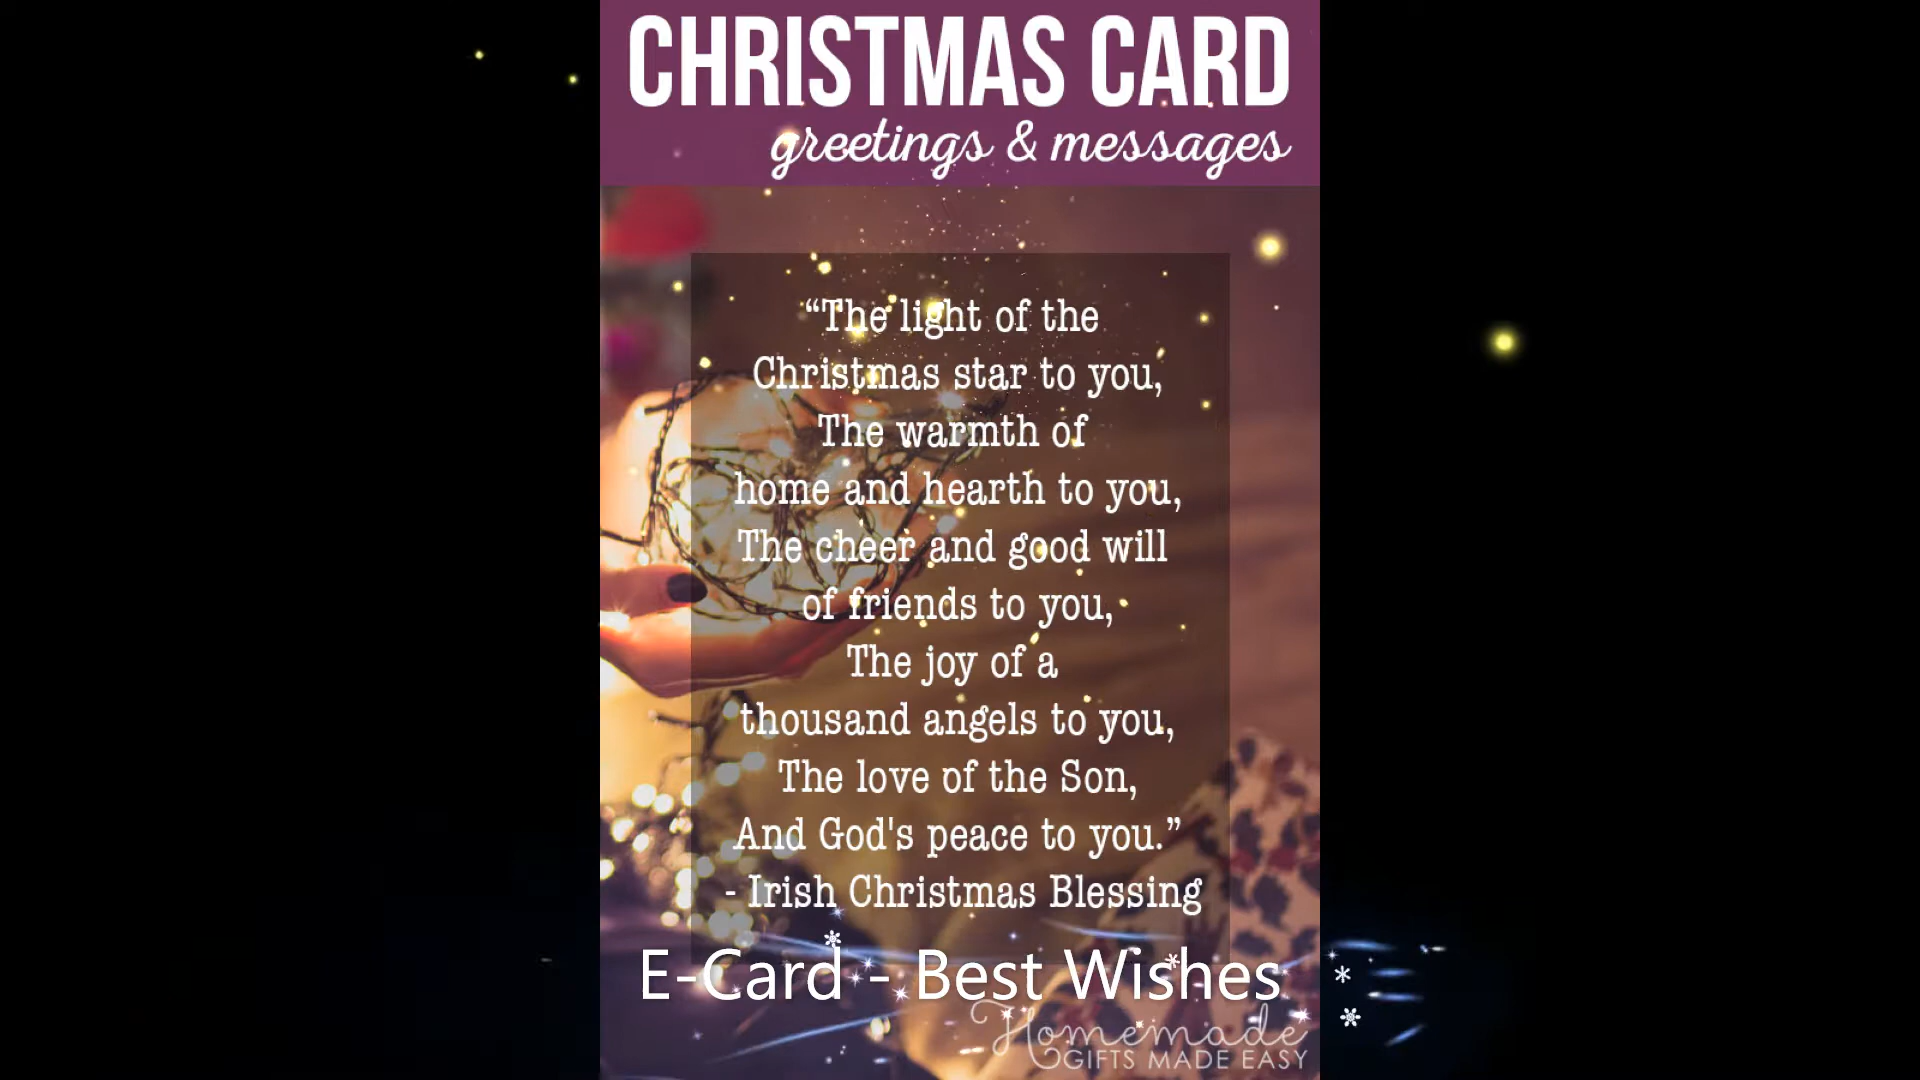 CHRISTMAS CARD
greetings & messages
“The light of the
Christmas star to you,
The warmth of
home and hearth to you,
The cheer and good will
of friends to you,
The joy of a
thousand angels to you,
The love of the Son,
And God's peace to you.”
- Irish Christmas Blessing
E-Card - Best Wishes
Homemade
GIFTS MADE EASY